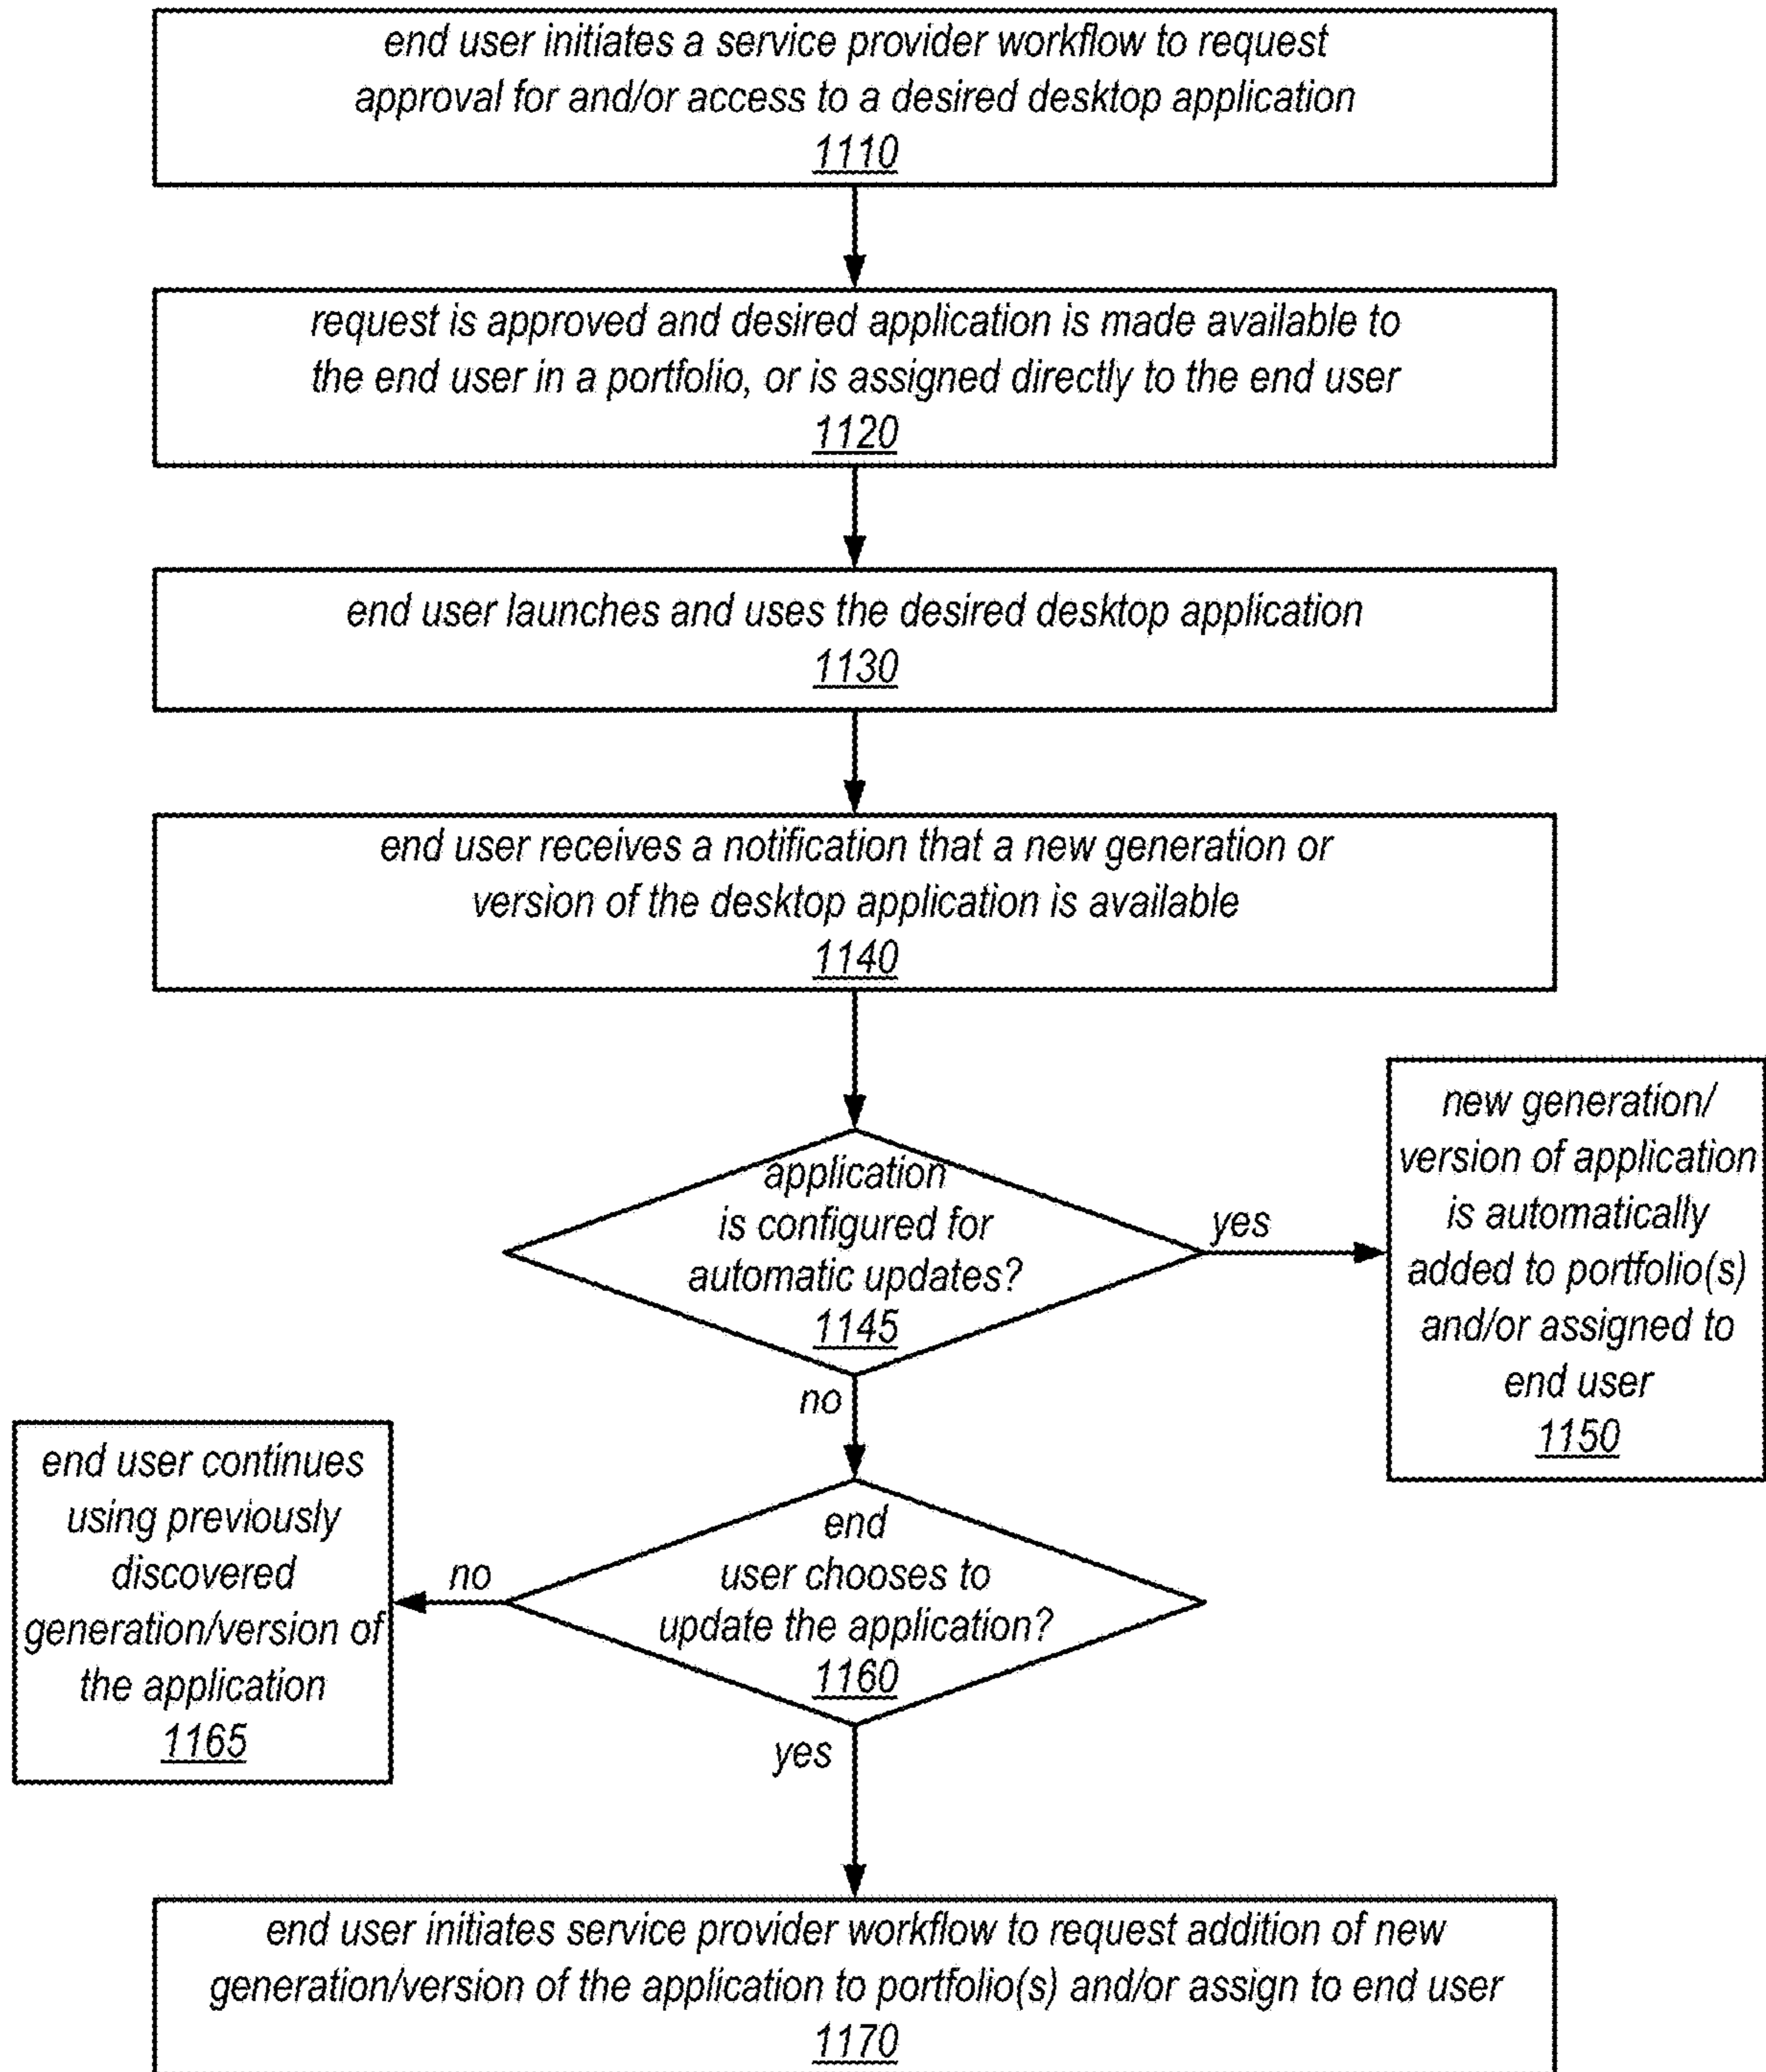 end user initiates a service provider workflow to request
approval for and/or access to a desired desktop application
1110
request is approved and desired application is made available to
the end user in a portfolio, or is assigned directly to the end user
1120
end user launches and uses the desired desktop application
1130
end user receives a notification that a new generation or
version of the desktop application is available
1140
application
is configured for
automatic updates?
1145
yes
new generation/
version of application
is automatically
added to portfolio(s)
and/or assigned to
end user
1150
no
end
user chooses to
update the application?
1160
no
end user continues
using previously
discovered
generation/version of
the application
1165
yes
end user initiates service provider workflow to request addition of new
generation/version of the application to portfolio(s) and/or assign to end user
1170